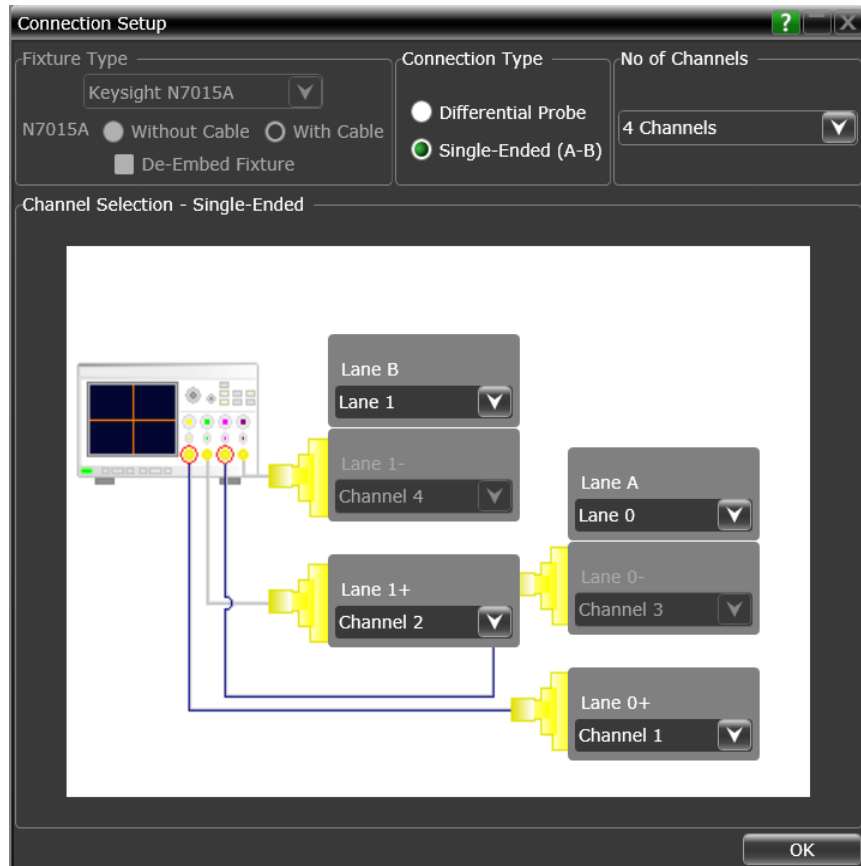 Connection Setup
?
Fixture Type
Keysight N7015A
N7015A Without Cable With Cable
De-Embed Fixture
Connection Type
Differential Probe
Single-Ended (A-B)
No of Channels
4 Channels
Channel Selection - Single-Ended
Lane B
Lane 1
Lane 1-
Channel 4
Lane A
Lane 0
Lane 0-
Channel 3
Lane 1+
Channel 2
Lane 0+
Channel 1
OK